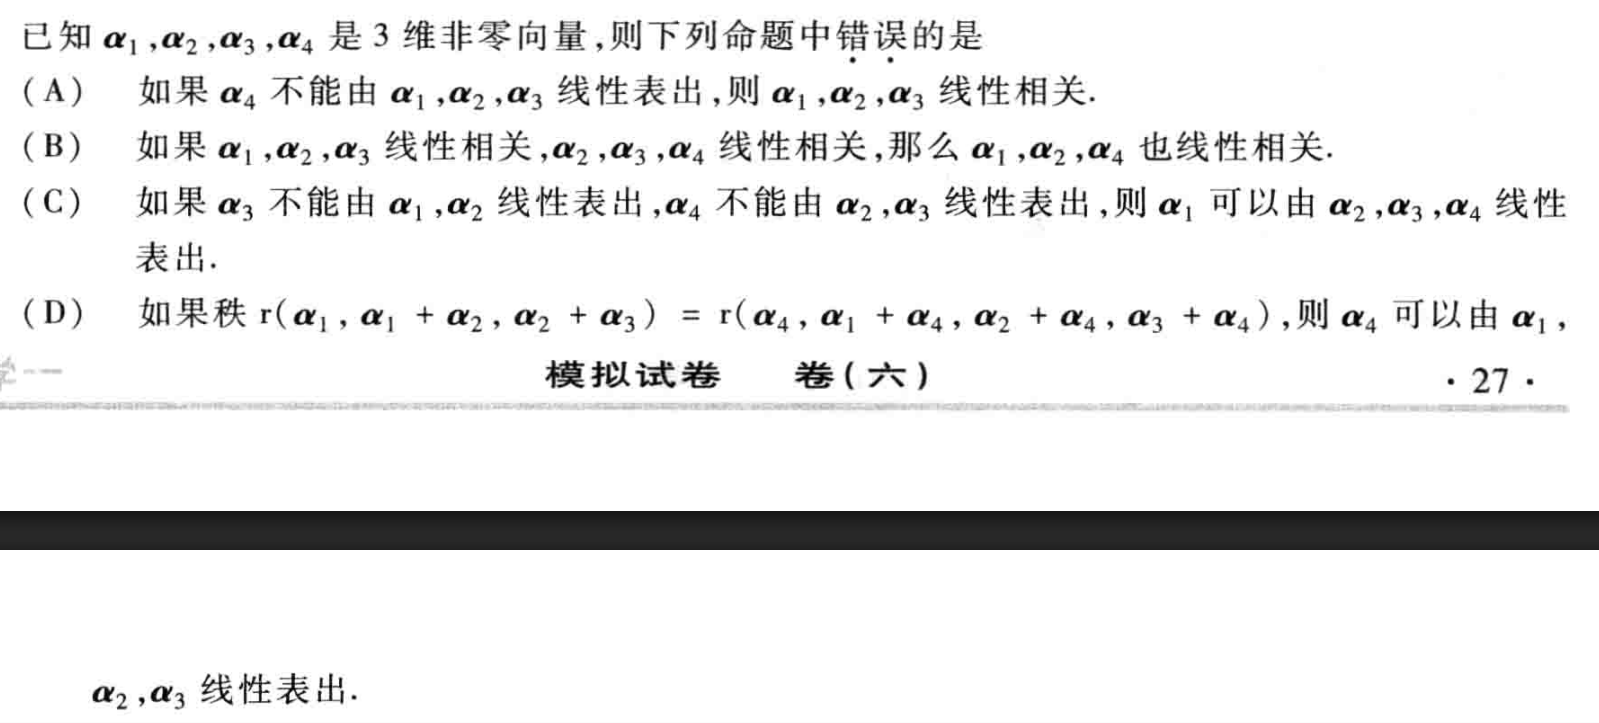 已知 α₁,α₂,α₃,α₄ 是 3 维非零向量,则下列命题中错误的是
(A) 如果 α₄ 不能由 α₁,α₂,α₃ 线性表出,则 α₁,α₂,α₃ 线性相关.
(B) 如果 α₁,α₂,α₃ 线性相关,α₂,α₃,α₄ 线性相关,那么 α₁,α₂,α₄ 也线性相关.
(C) 如果 α₃ 不能由 α₁,α₂ 线性表出,α₄ 不能由 α₂,α₃ 线性表出,则 α₁ 可以由 α₂,α₃,α₄ 线性
表出.
(D) 如果秩 r(α₁, α₁ + α₂, α₂ + α₃) = r(α₄, α₁ + α₄, α₂ + α₄, α₃ + α₄),则 α₄ 可以由 α₁,
模拟试卷 卷(六) · 27 ·
α₂,α₃ 线性表出.